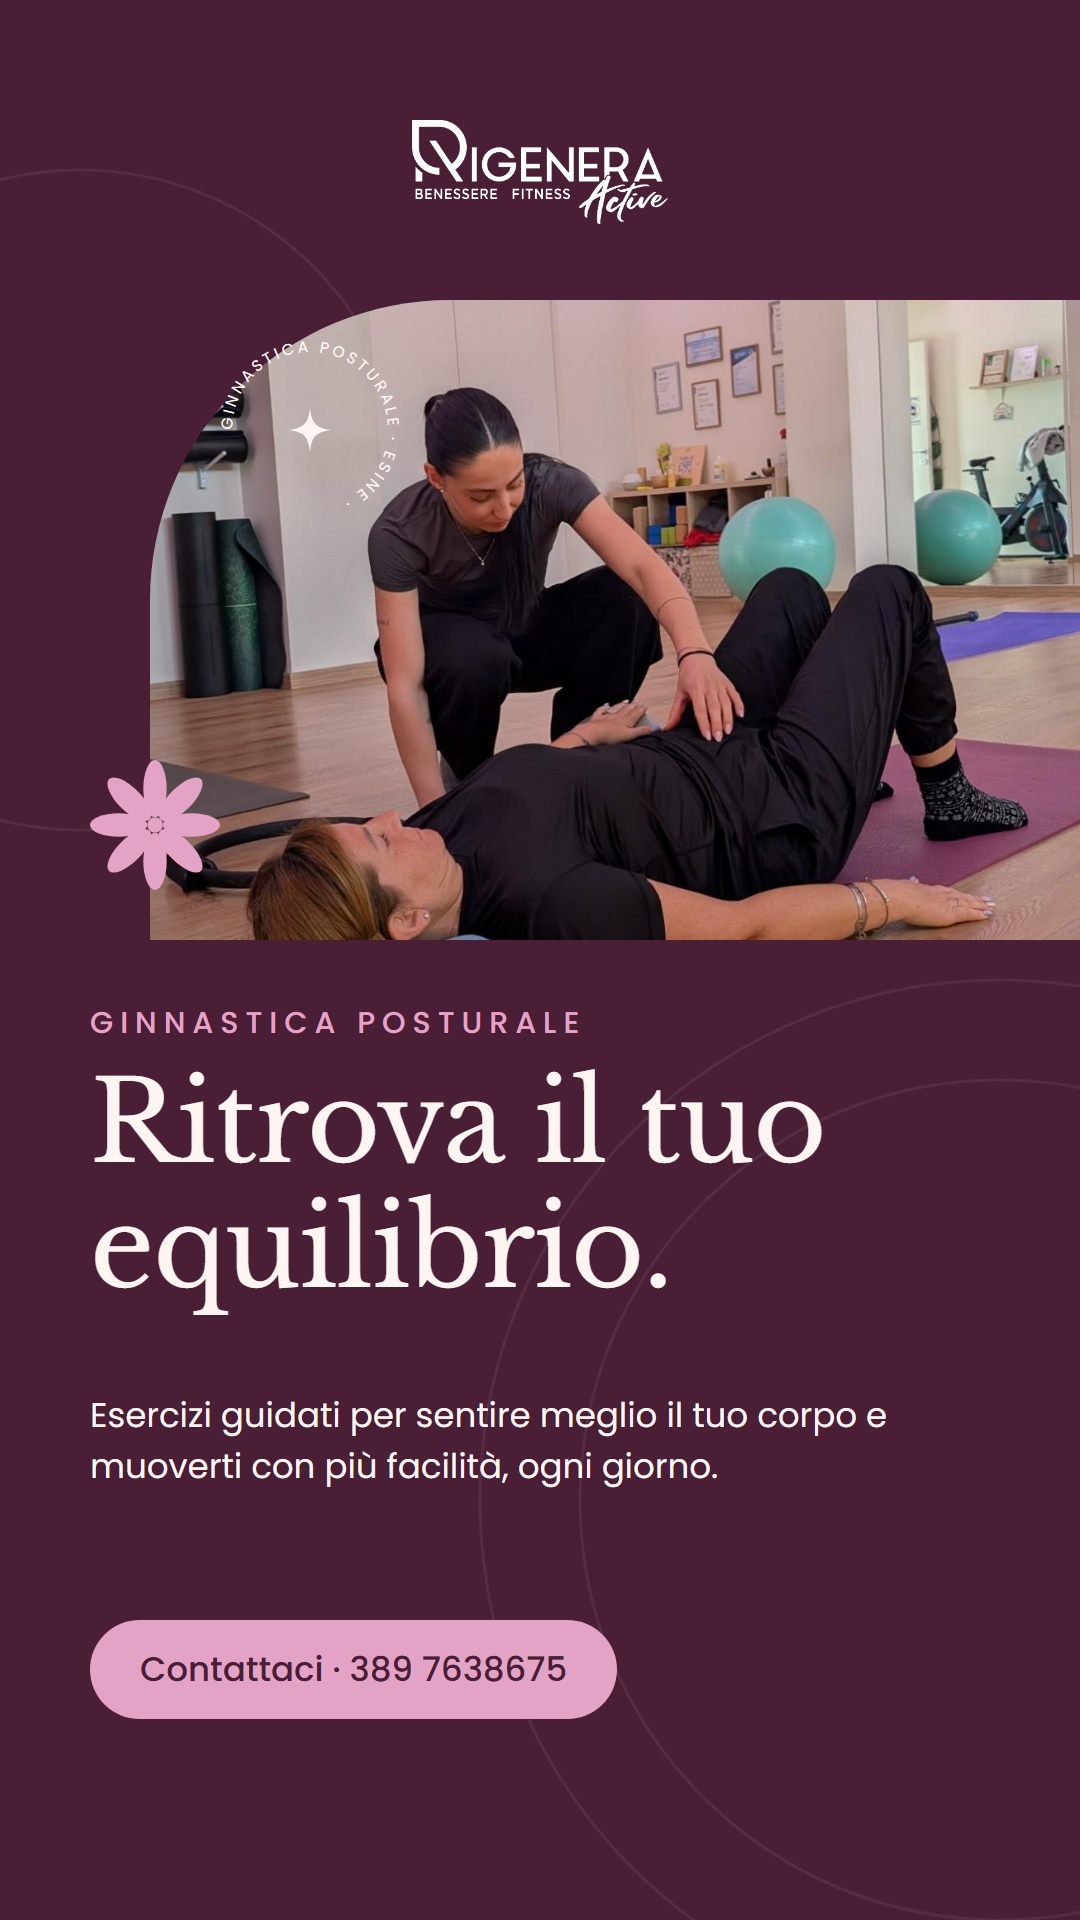 RIGENERA
BENESSERE FITNESS
Active
GINNASTICA POSTURALE · ESINE ·
GINNASTICA POSTURALE
Ritrova il tuo
equilibrio.
Esercizi guidati per sentire meglio il tuo corpo e
muoverti con più facilità, ogni giorno.
Contattaci · 389 7638675